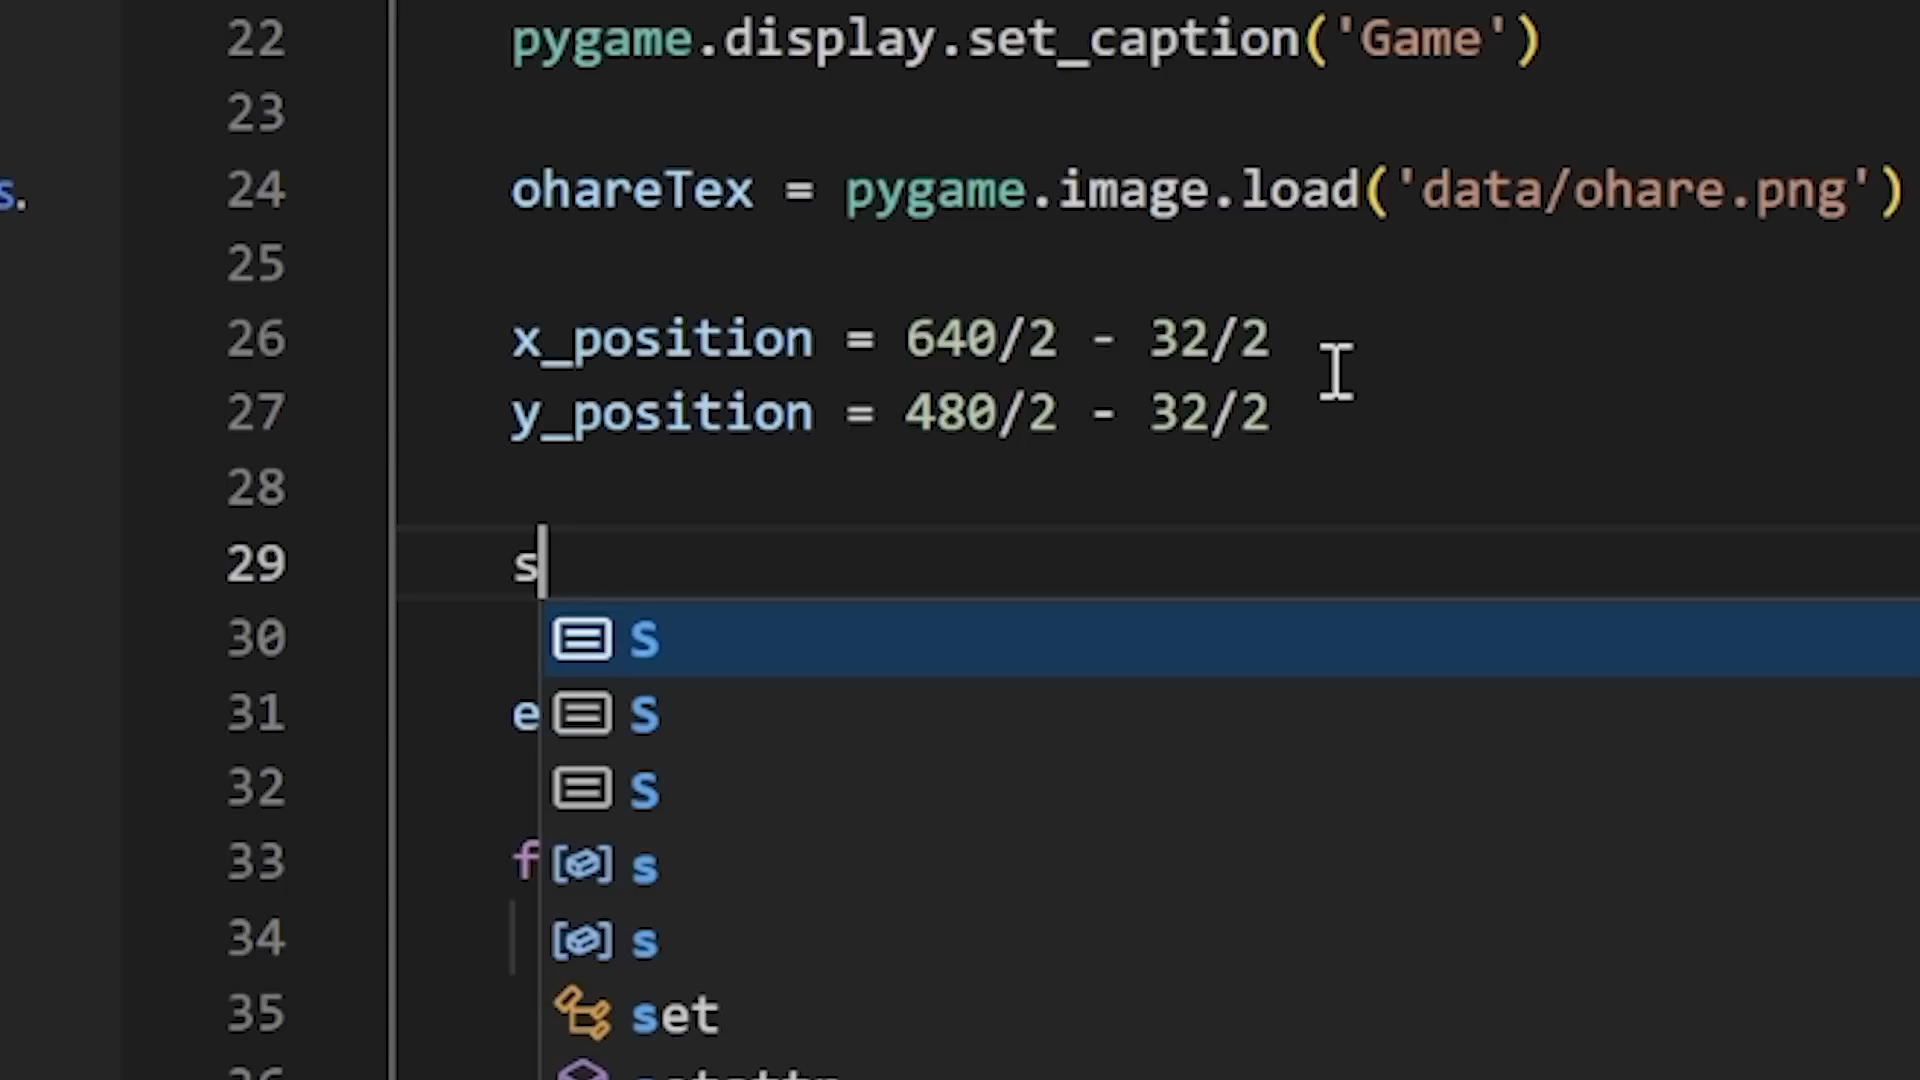 22 pygame.display.set_caption('Game')
23
s. 24 ohareTex = pygame.image.load('data/ohare.png')
25
26 x_position = 640/2 - 32/2
27 y_position = 480/2 - 32/2
28
29 s
30 S
31 e S
32 S
33 f s
34 s
35 set
36